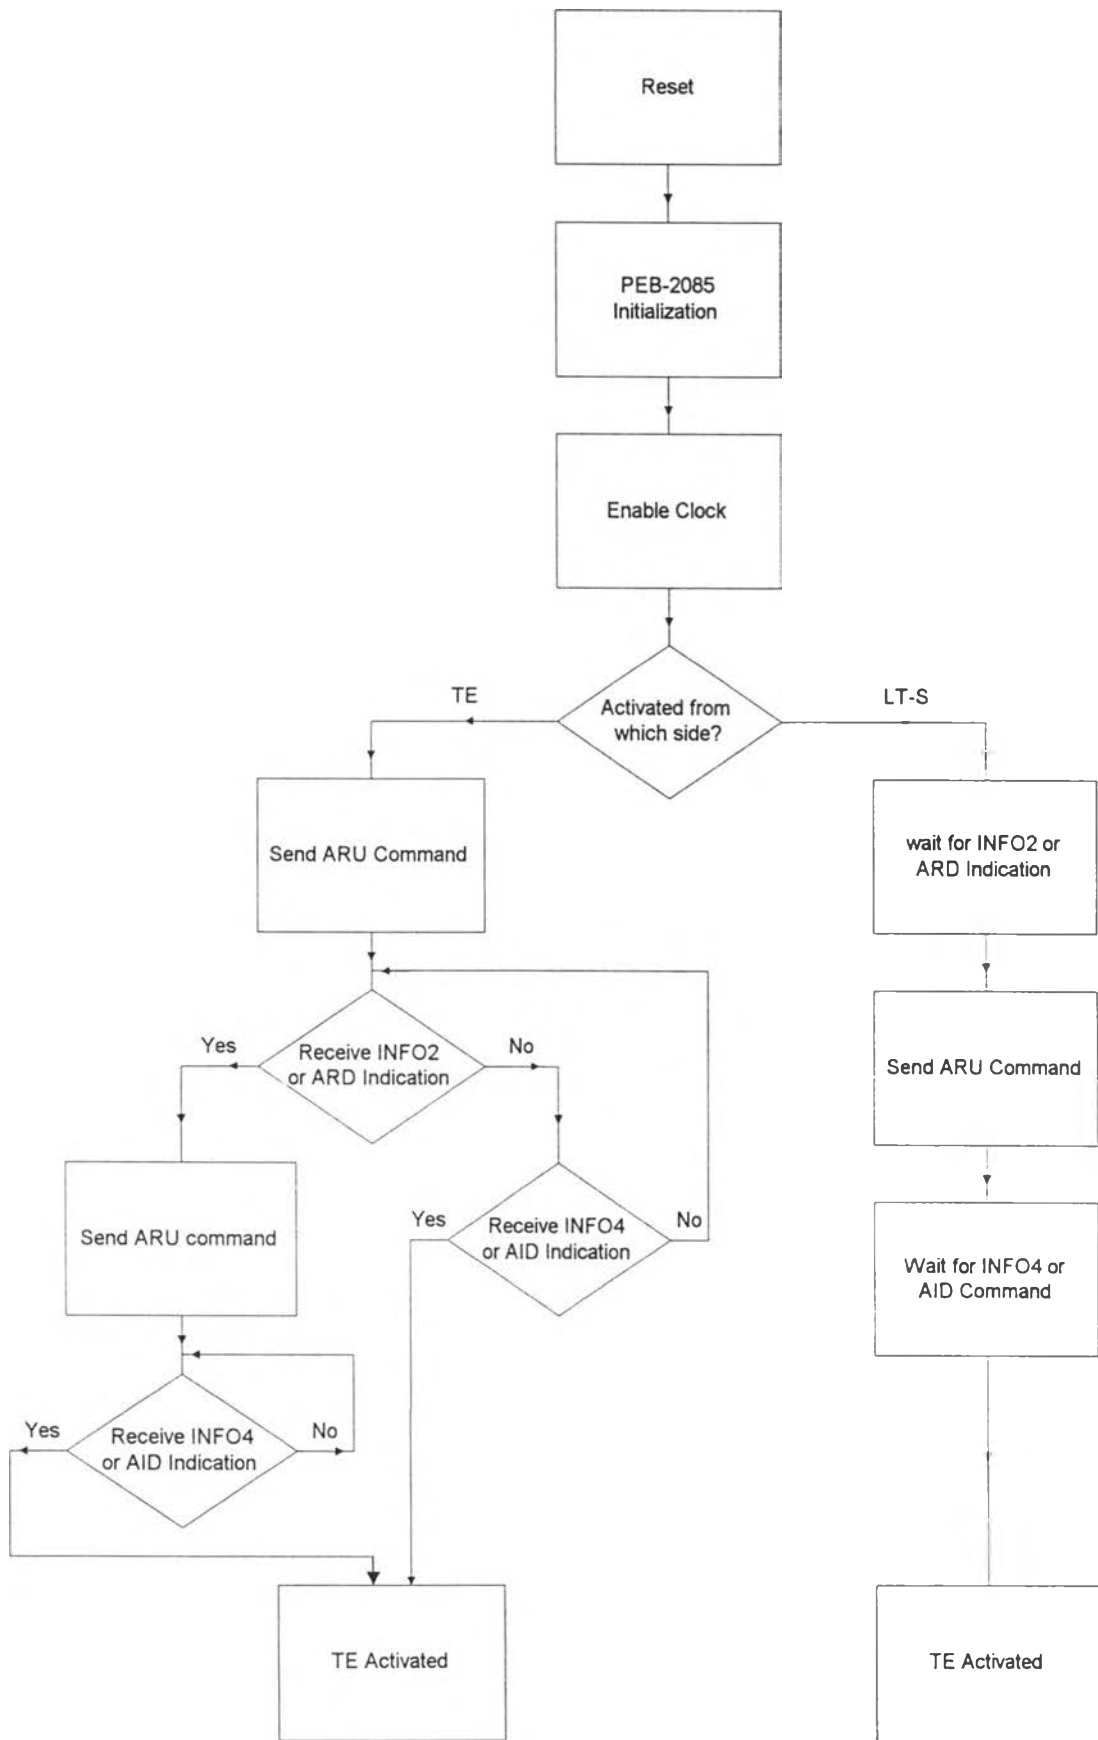 Reset
PEB-2085
Initialization
Enable Clock
Activated from
which side?
TE
LT-S
Send ARU Command
wait for INFO2 or
ARD Indication
Receive INFO2
or ARD Indication
Yes
No
Send ARU Command
Send ARU command
Receive INFO4
or AID Indication
Yes
No
Wait for INFO4 or
AID Command
Receive INFO4
or AID Indication
Yes
No
TE Activated
TE Activated